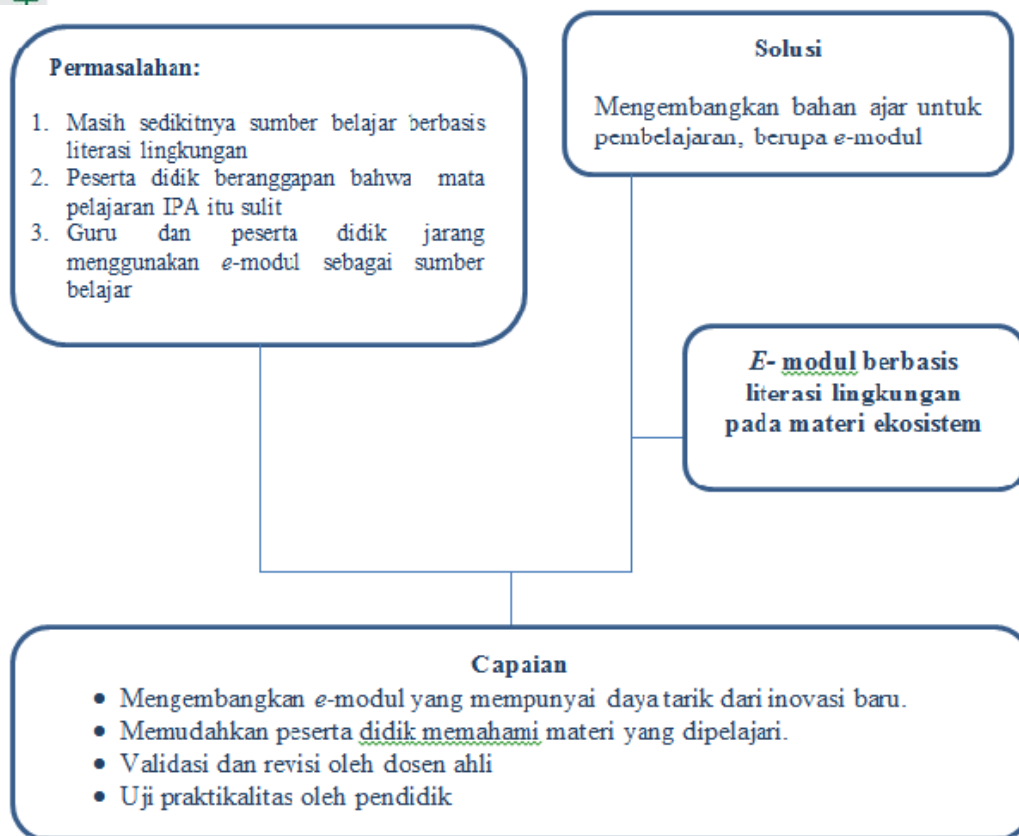 Permasalahan:
1. Masih sedikitnya sumber belajar berbasis
literasi lingkungan
2. Peserta didik beranggapan bahwa mata
pelajaran IPA itu sulit
3. Guru dan peserta didik jarang
menggunakan e-modul sebagai sumber
belajar
Solusi
Mengembangkan bahan ajar untuk
pembelajaran, berupa e-modul
E- modul berbasis
literasi lingkungan
pada materi ekosistem
Capaian
• Mengembangkan e-modul yang mempunyai daya tarik dari inovasi baru.
• Memudahkan peserta didik memahami materi yang dipelajari.
• Validasi dan revisi oleh dosen ahli
• Uji praktikalitas oleh pendidik